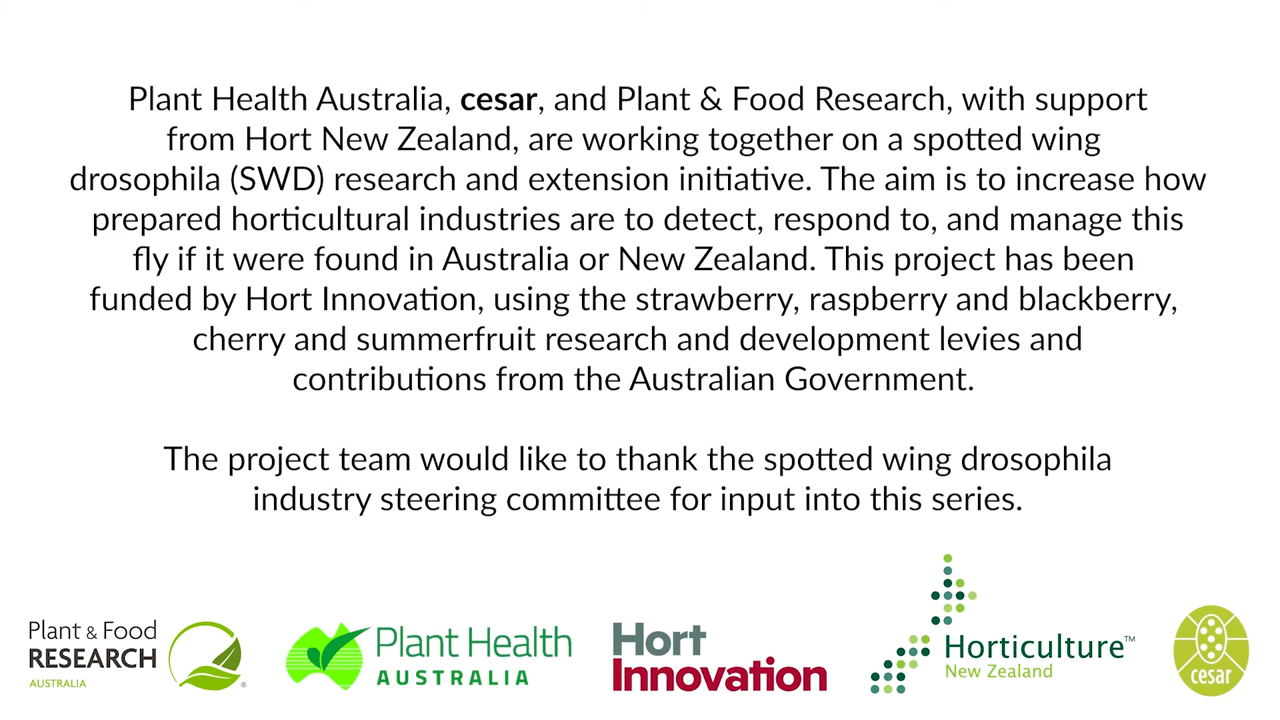 Plant Health Australia, cesar, and Plant & Food Research, with support
from Hort New Zealand, are working together on a spotted wing
drosophila (SWD) research and extension initiative. The aim is to increase how
prepared horticultural industries are to detect, respond to, and manage this
fly if it were found in Australia or New Zealand. This project has been
funded by Hort Innovation, using the strawberry, raspberry and blackberry,
cherry and summerfruit research and development levies and
contributions from the Australian Government.
The project team would like to thank the spotted wing drosophila
industry steering committee for input into this series.
Plant & Food
RESEARCH
AUSTRALIA
®
Plant Health
AUSTRALIA
Hort
Innovation
Horticulture™
New Zealand
cesar